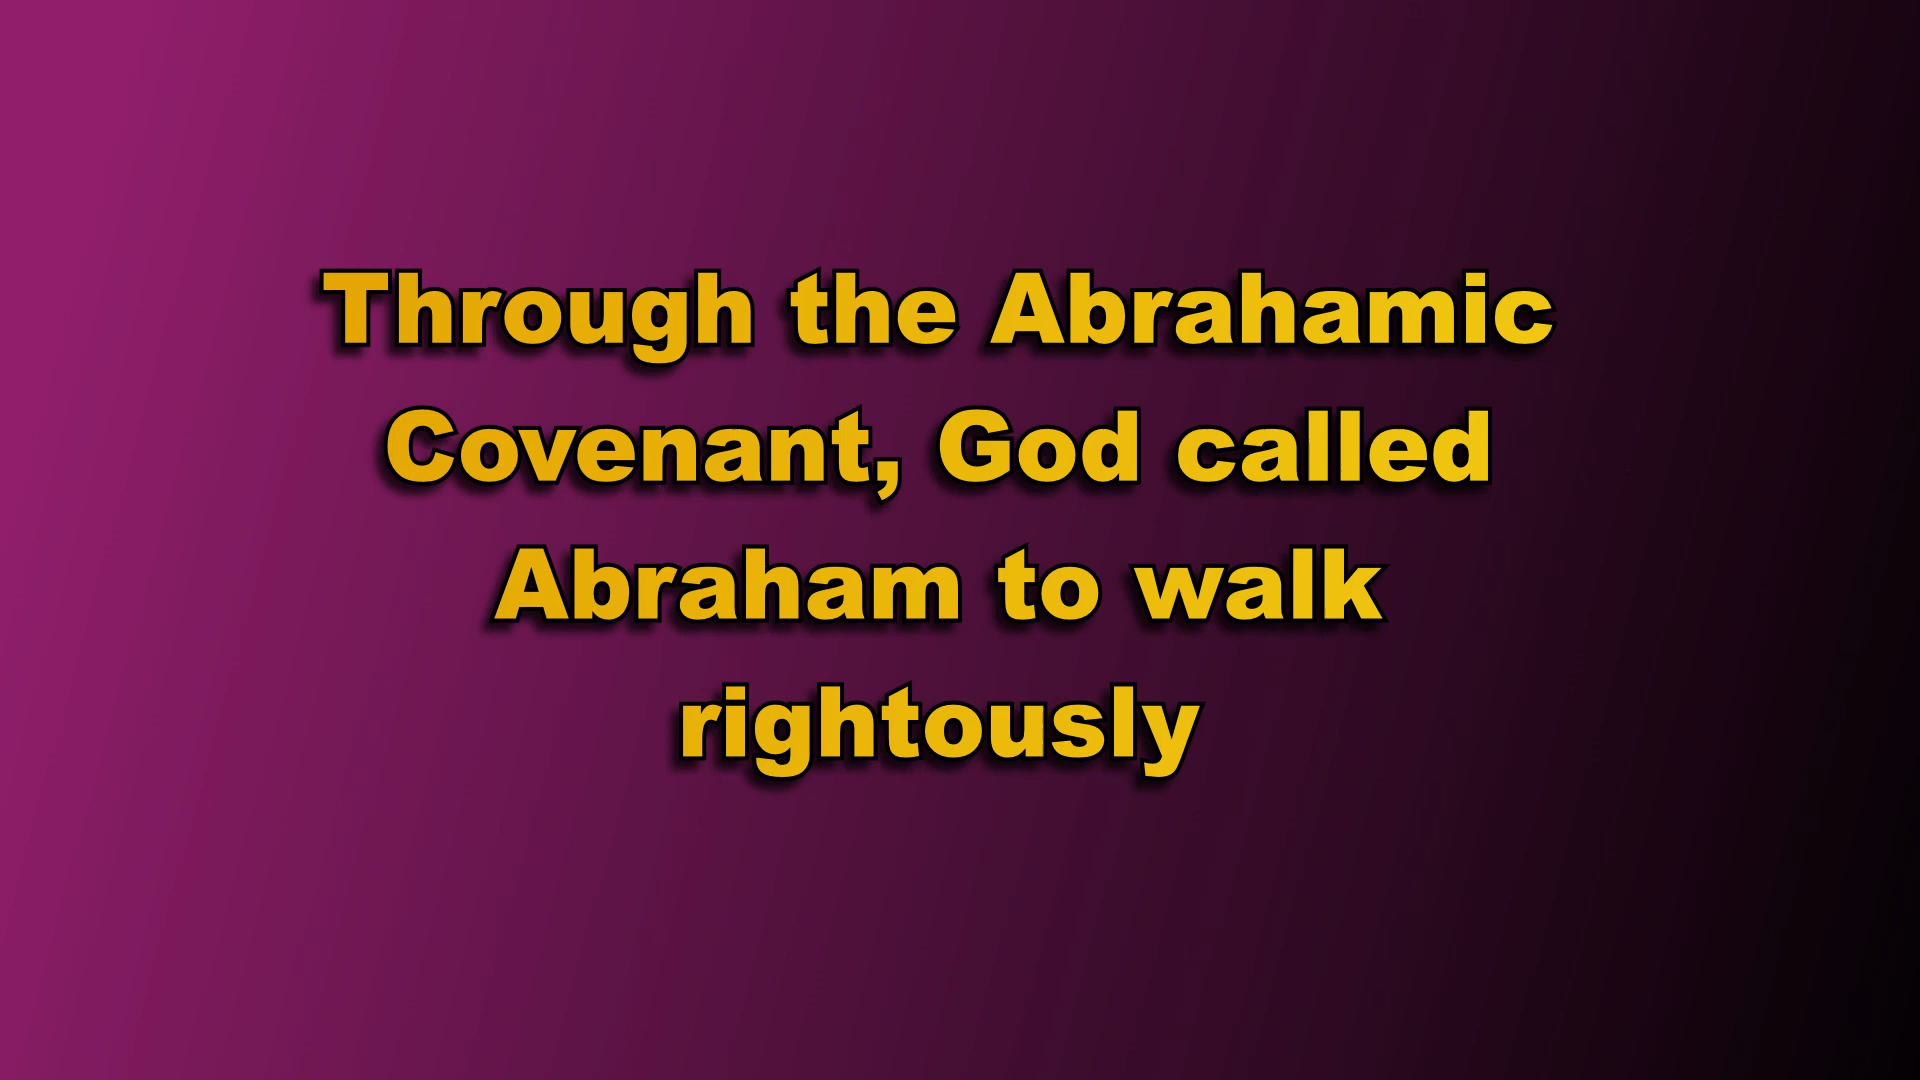 Through the Abrahamic
Covenant, God called
Abraham to walk
rightously